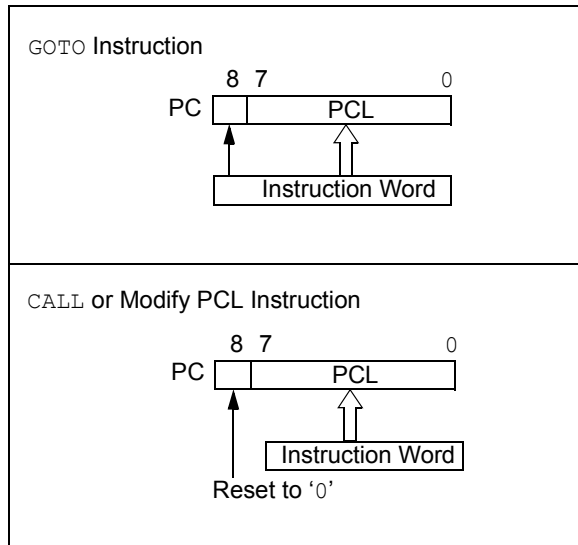 GOTO Instruction
8 7 0
PC PCL
Instruction Word
CALL or Modify PCL Instruction
8 7 0
PC PCL
Instruction Word
Reset to ‘0’